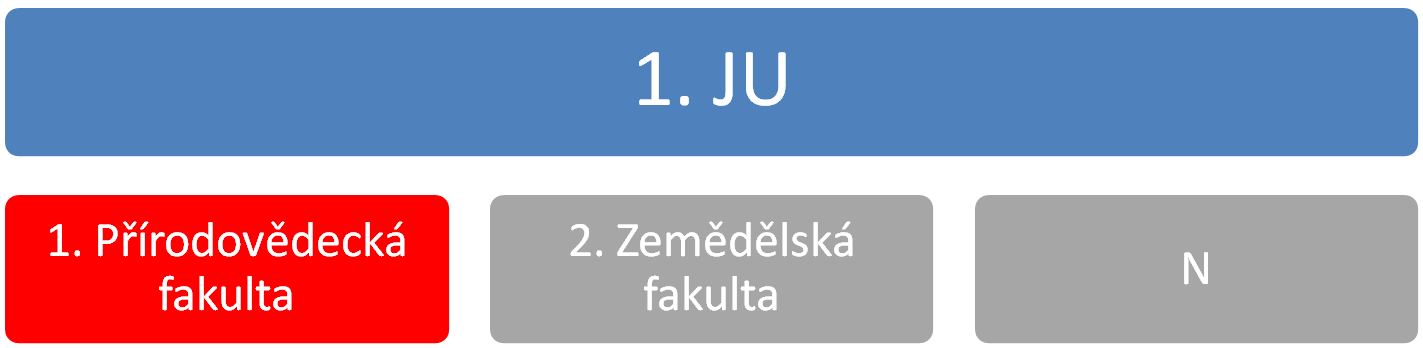 1. JU
1. Přírodovědecká
fakulta
2. Zemědělská
fakulta
N